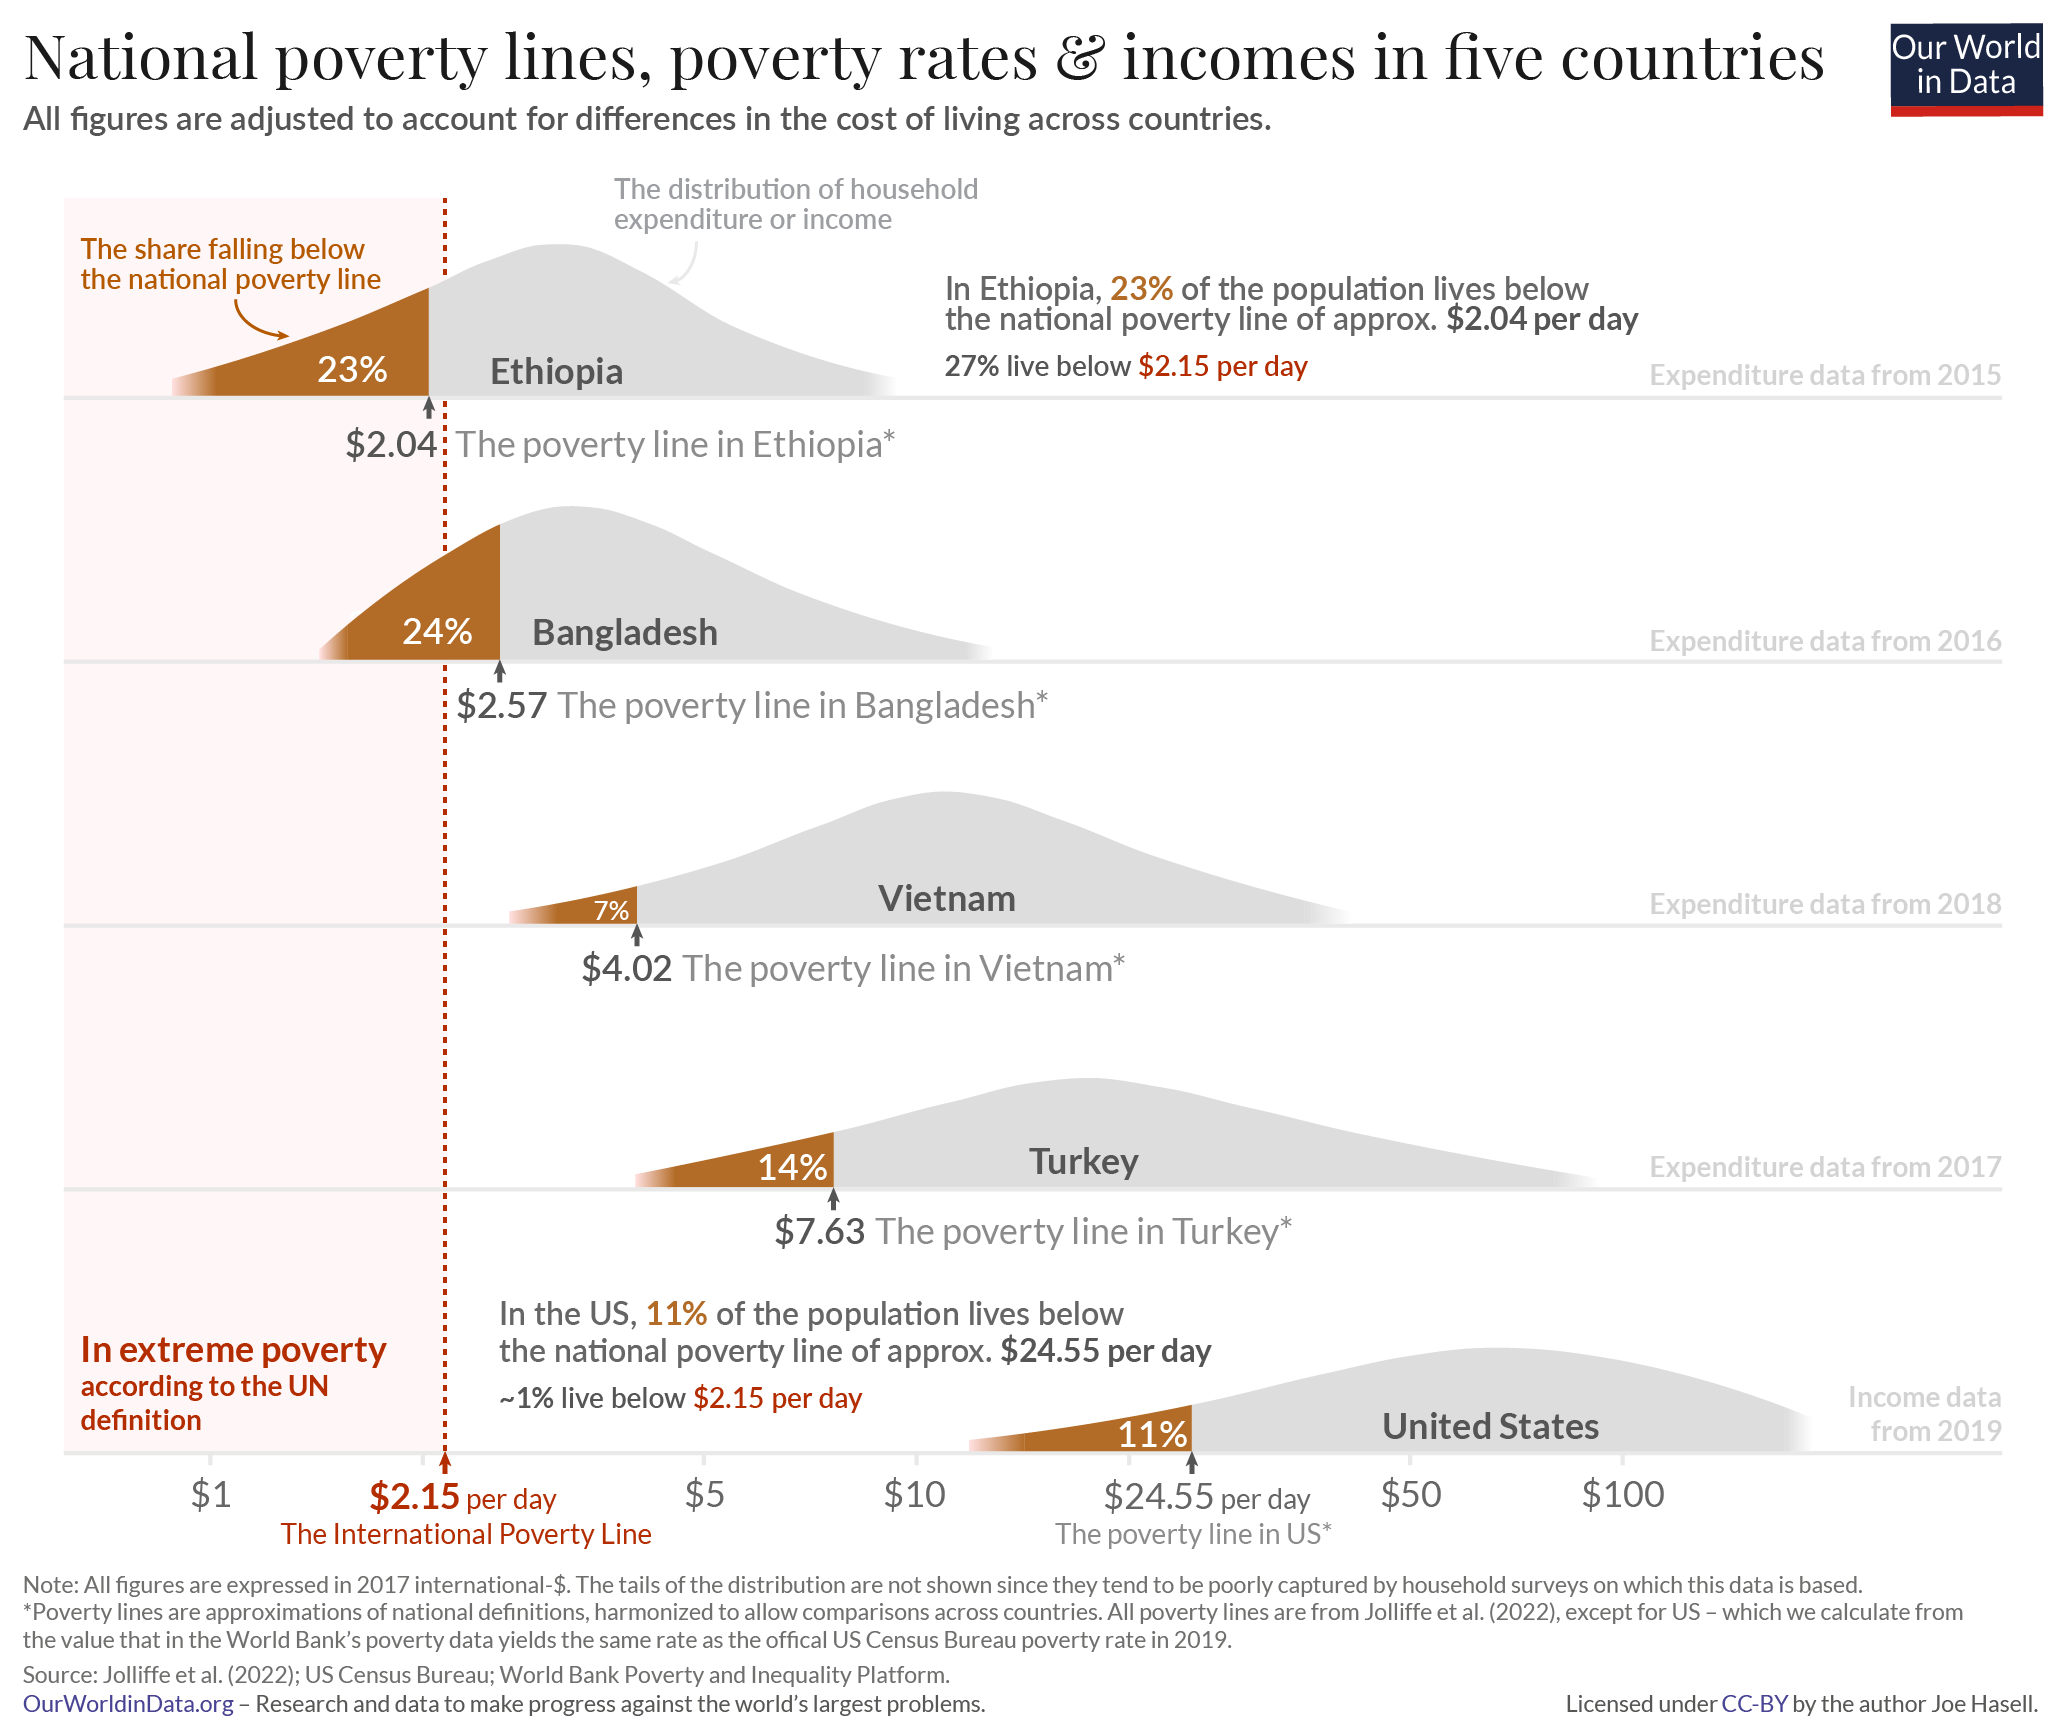 National poverty lines, poverty rates & incomes in five countries
Our World
in Data
All figures are adjusted to account for differences in the cost of living across countries.
The distribution of household
expenditure or income
The share falling below
the national poverty line
In Ethiopia, 23% of the population lives below
the national poverty line of approx. $2.04 per day
27% live below $2.15 per day
23%
Ethiopia
Expenditure data from 2015
$2.04 The poverty line in Ethiopia*
24%
Bangladesh
Expenditure data from 2016
$2.57 The poverty line in Bangladesh*
7%
Vietnam
Expenditure data from 2018
$4.02 The poverty line in Vietnam*
14%
Turkey
Expenditure data from 2017
$7.63 The poverty line in Turkey*
In the US, 11% of the population lives below
the national poverty line of approx. $24.55 per day
~1% live below $2.15 per day
In extreme poverty
according to the UN
definition
11%
United States
Income data
from 2019
$1
$2.15 per day
$5
$10
$24.55 per day
$50
$100
The International Poverty Line
The poverty line in US*
Note: All figures are expressed in 2017 international-$. The tails of the distribution are not shown since they tend to be poorly captured by household surveys on which this data is based.
*Poverty lines are approximations of national definitions, harmonized to allow comparisons across countries. All poverty lines are from Jolliffe et al. (2022), except for US – which we calculate from
the value that in the World Bank's poverty data yields the same rate as the offical US Census Bureau poverty rate in 2019.
Source: Jolliffe et al. (2022); US Census Bureau; World Bank Poverty and Inequality Platform.
OurWorldinData.org – Research and data to make progress against the world's largest problems.
Licensed under CC-BY by the author Joe Hasell.